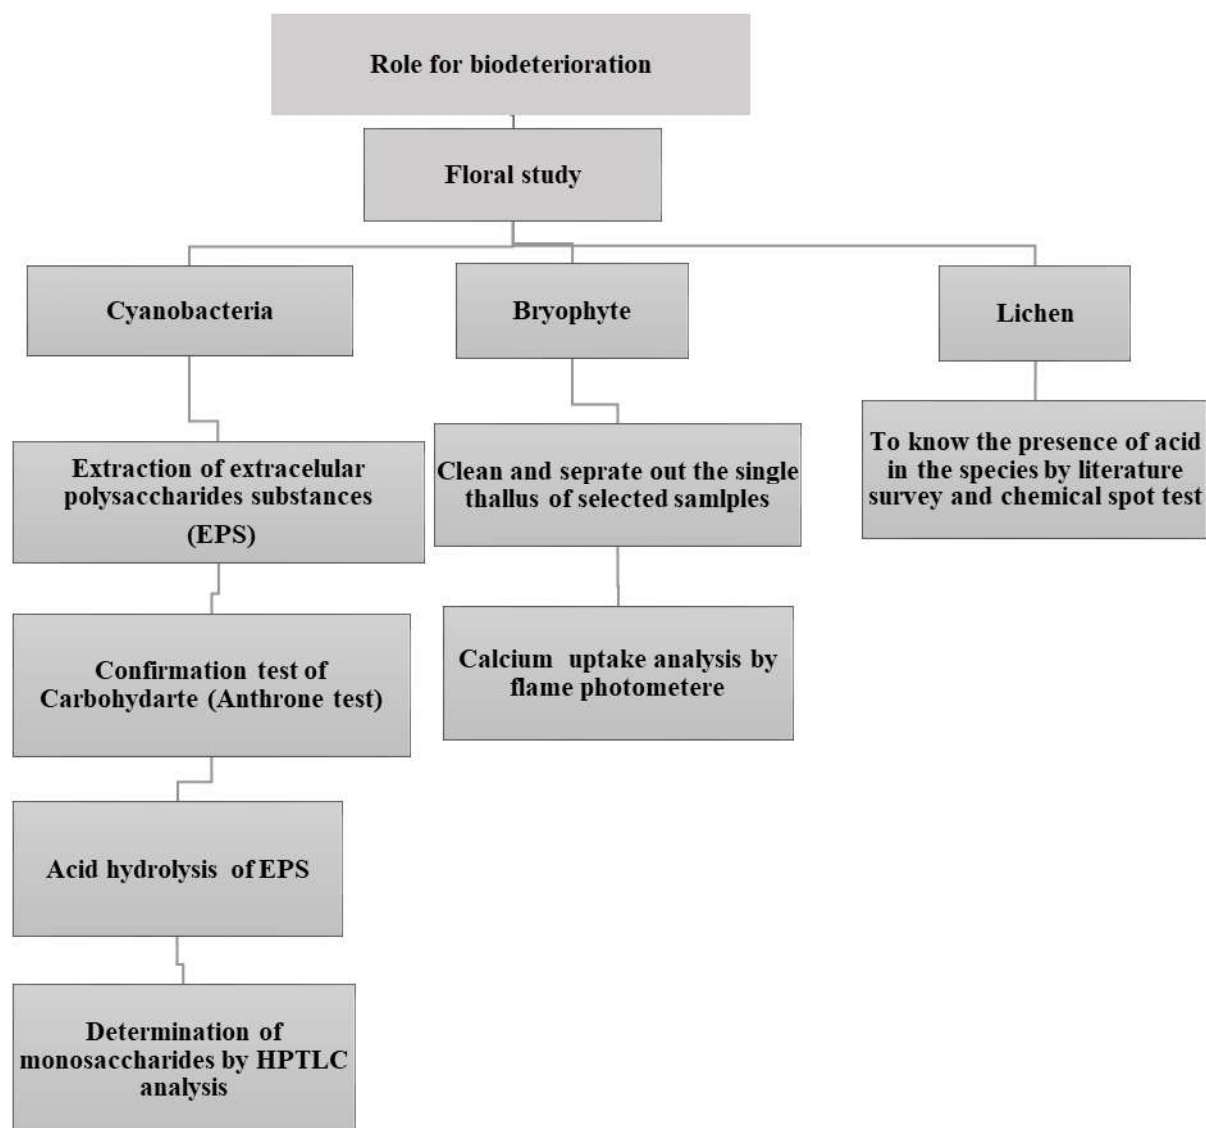 Role for biodeterioration
Floral study
Cyanobacteria
Bryophyte
Lichen
Extraction of extracelular
polysaccharides substances
(EPS)
Clean and seprate out the single
thallus of selected samlples
To know the presence of acid
in the species by literature
survey and chemical spot test
Confirmation test of
Carbohydarte (Anthrone test)
Calcium uptake analysis by
flame photometere
Acid hydrolysis of EPS
Determination of
monosaccharides by HPTLC
analysis